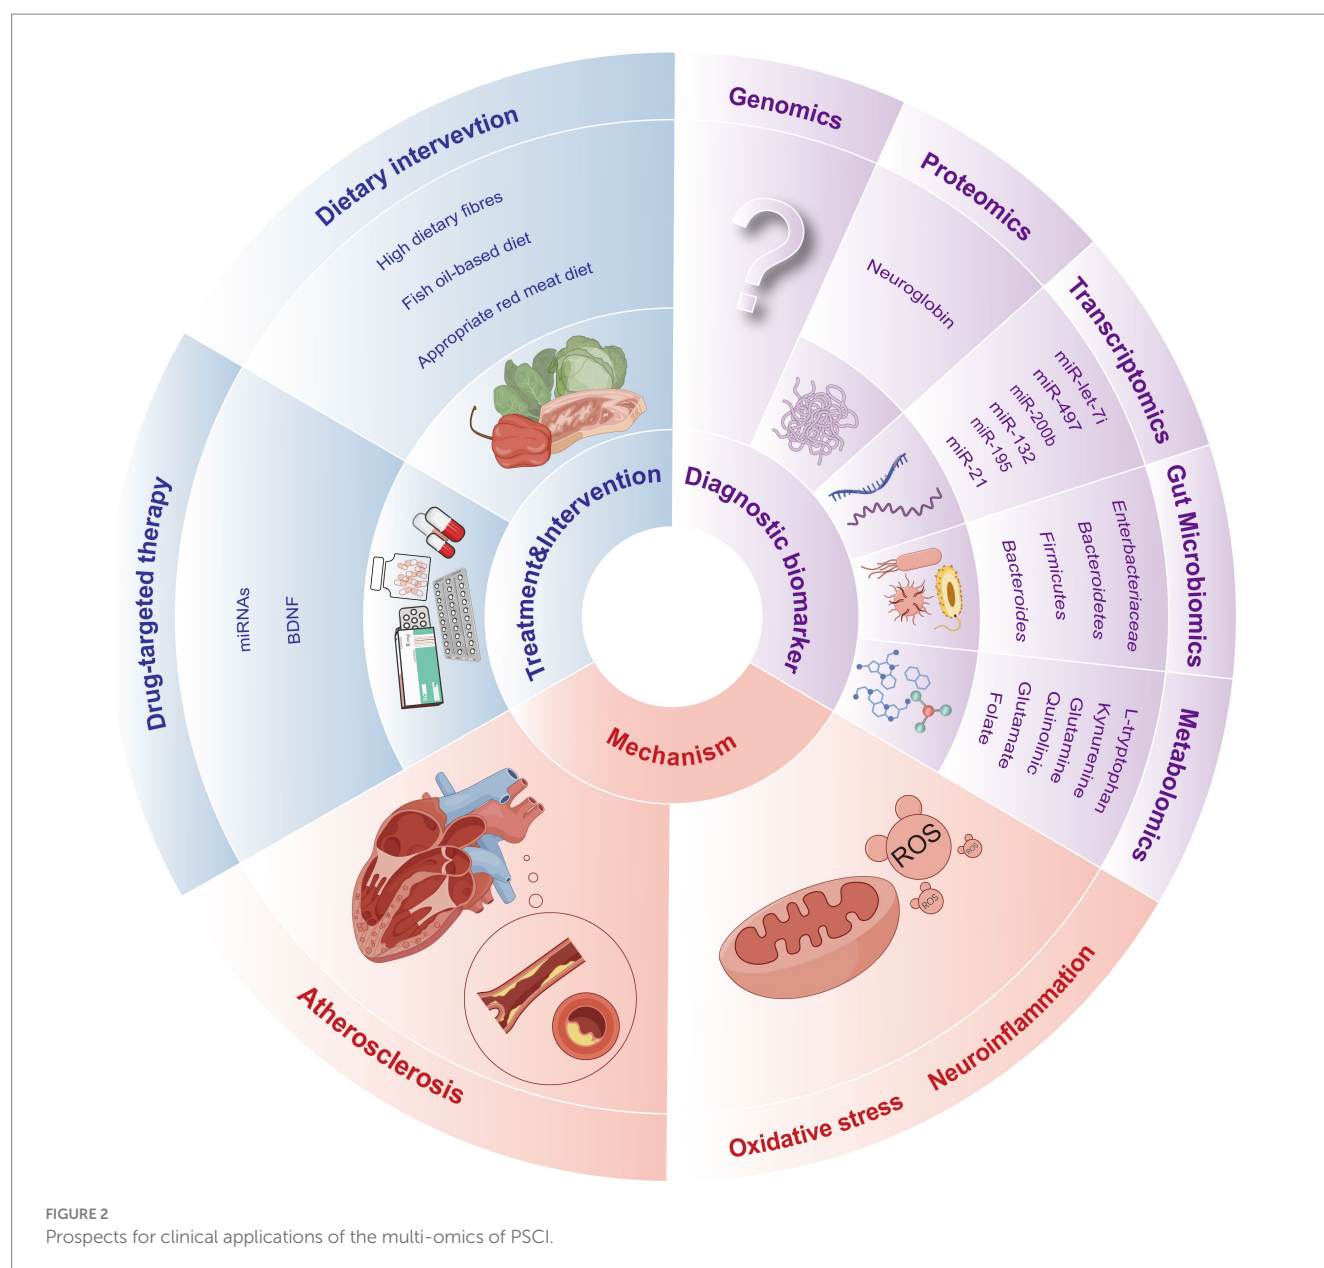 Dietary intervevtion
High dietary fibres
Fish oil-based diet
Appropriate red meat diet
Drug-targeted therapy
miRNAs
BDNF
Treatment&Intervention
Genomics
?
Proteomics
Neuroglobin
Transcriptomics
miR-let-7i
miR-497
miR-200b
miR-132
miR-195
miR-21
Gut Microbiomics
Enterbacteriaceae
Bacteroidetes
Firmicutes
Bacteroides
Metabolomics
L-tryptophan
Kynurenine
Glutamine
Quinolinic
Glutamate
Folate
Diagnostic biomarker
Mechanism
ROS
ROS
ROS
Atherosclerosis
Oxidative stress
Neuroinflammation
FIGURE 2
Prospects for clinical applications of the multi-omics of PSCI.